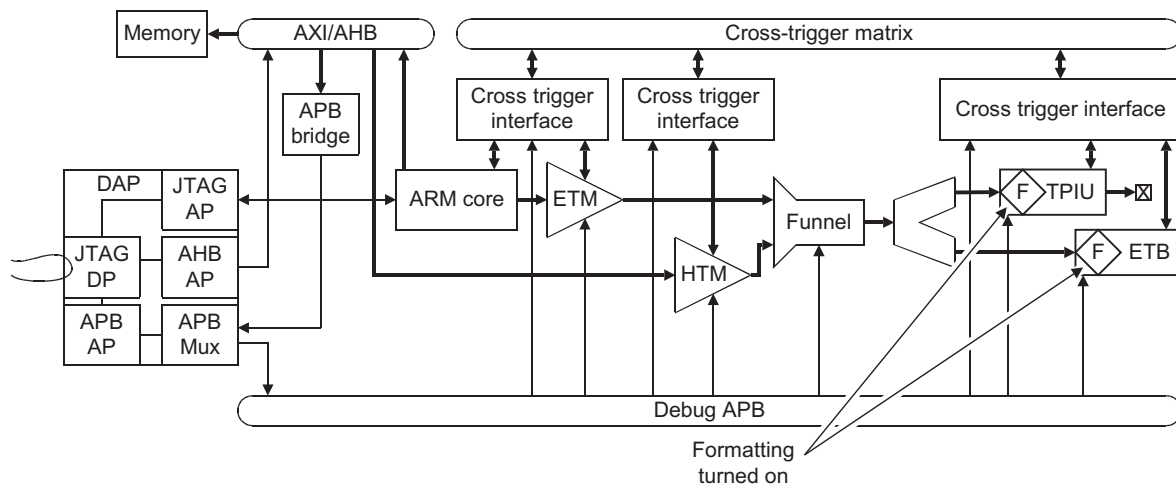 Memory
AXI/AHB
Cross-trigger matrix
APB
bridge
Cross trigger
interface
Cross trigger
interface
Cross trigger interface
DAP
JTAG
AP
ARM core
ETM
Funnel
F
TPIU
JTAG
DP
AHB
AP
HTM
F
ETB
APB
AP
APB
Mux
Debug APB
Formatting
turned on